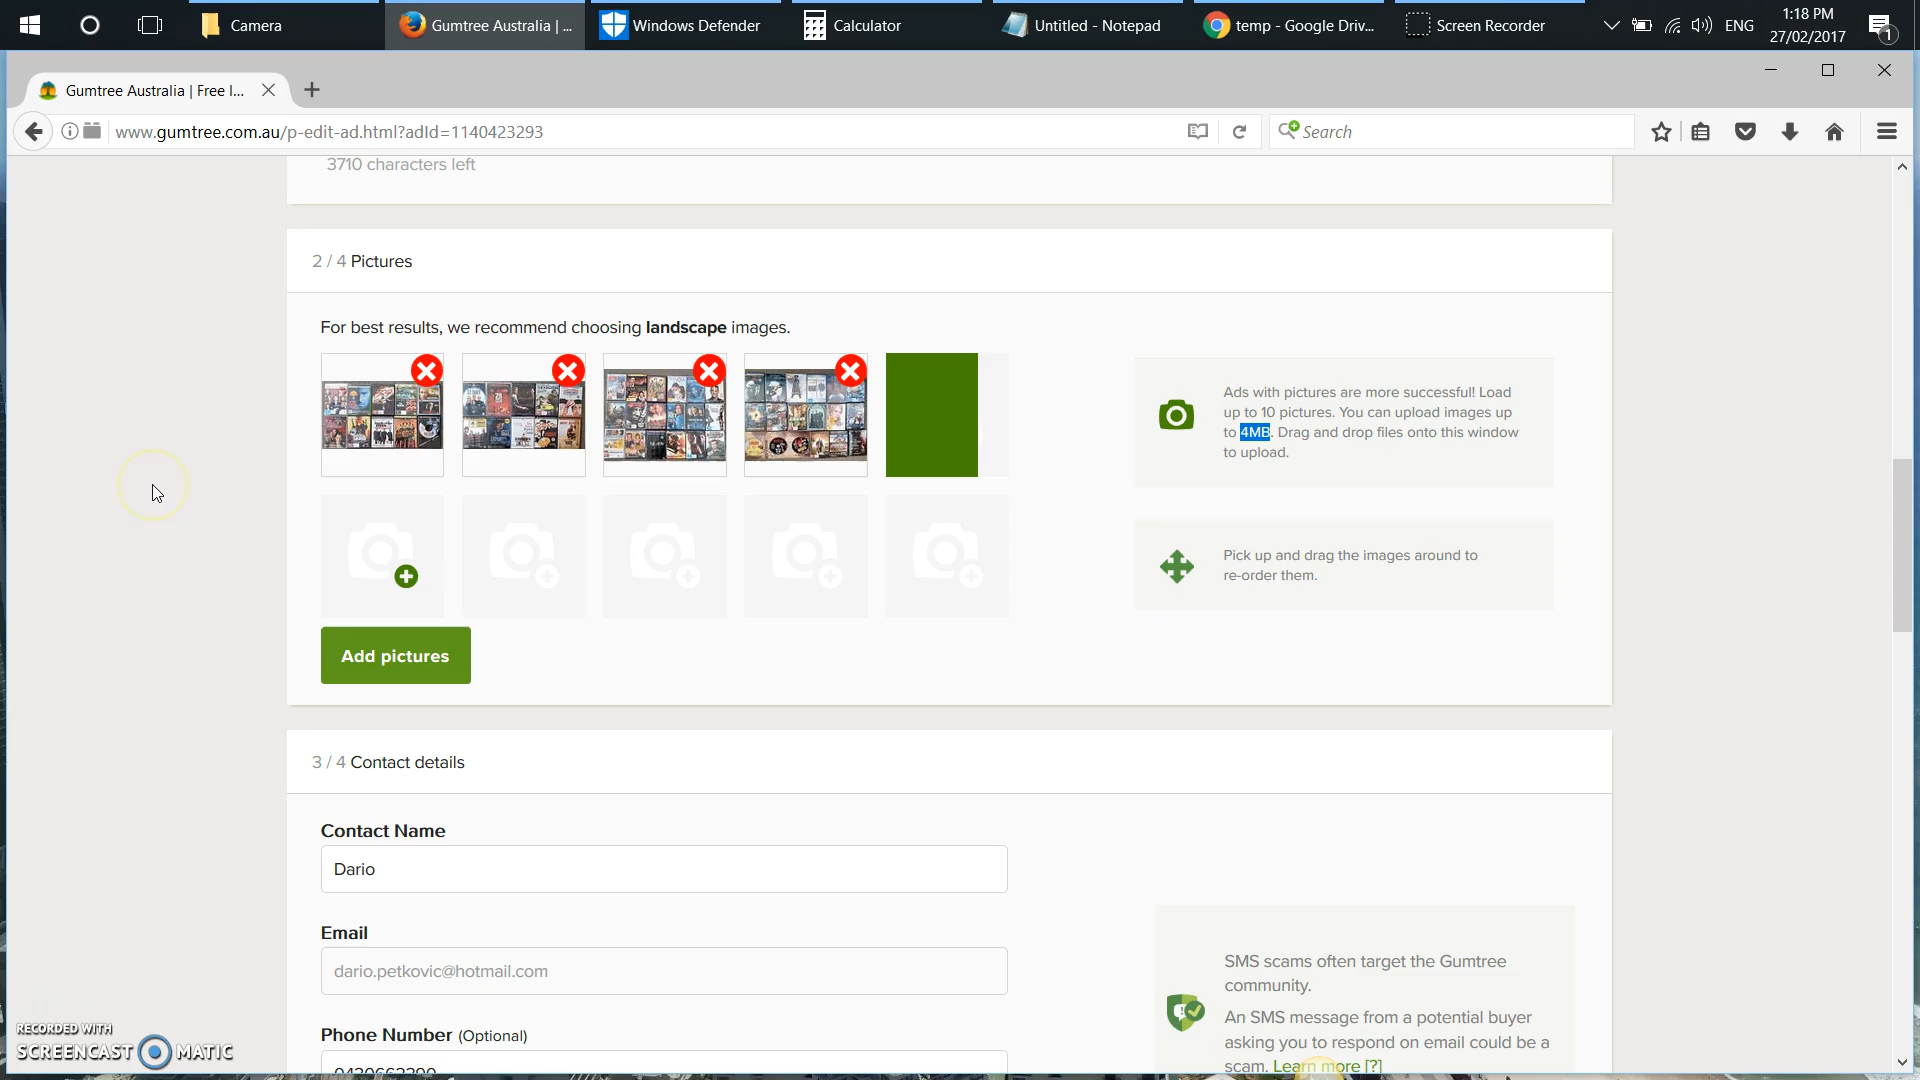 Camera
Gumtree Australia | ...
Windows Defender
Calculator
Untitled - Notepad
temp - Google Driv...
Screen Recorder
ENG
1:18 PM
27/02/2017
1
Gumtree Australia | Free l...
www.gumtree.com.au/p-edit-ad.html?adId=1140423293
Search
3710 characters left
2 / 4 Pictures
For best results, we recommend choosing landscape images.
Ads with pictures are more successful! Load
up to 10 pictures. You can upload images up
to 4MB. Drag and drop files onto this window
to upload.
Pick up and drag the images around to
re-order them.
Add pictures
3 / 4 Contact details
Contact Name
Dario
Email
dario.petkovic@hotmail.com
Phone Number (Optional)
SMS scams often target the Gumtree
community.
An SMS message from a potential buyer
asking you to respond on email could be a
scam. Learn more [?]
RECORDED WITH
SCREENCAST MATIC